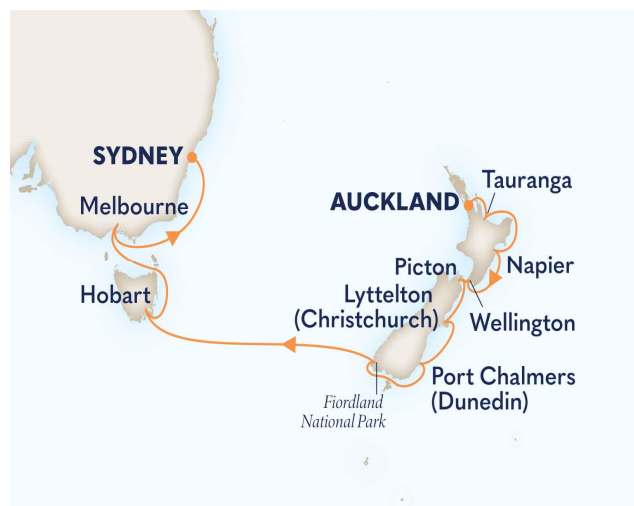 SYDNEY
Melbourne
Hobart
Tauranga
AUCKLAND
Picton
Napier
Lyttelton
(Christchurch)
Wellington
Port Chalmers
(Dunedin)
Fiordland
National Park